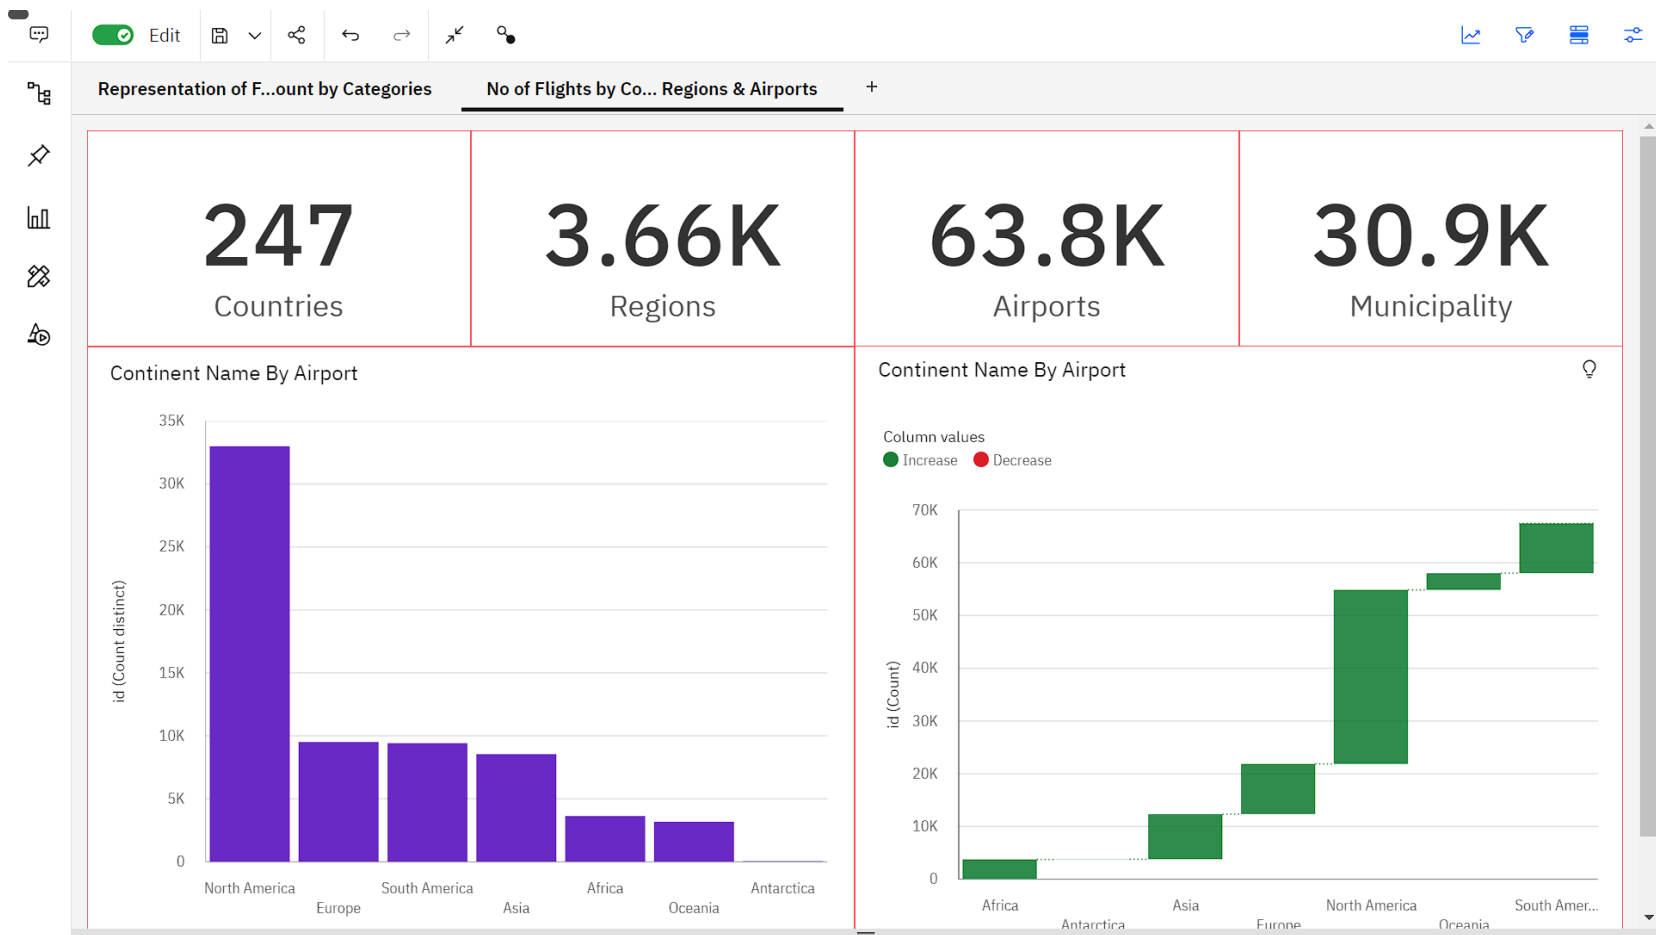 Edit
Representation of F...ount by Categories
No of Flights by Co... Regions & Airports
+
247
Countries
3.66K
Regions
63.8K
Airports
30.9K
Municipality
Continent Name By Airport
35K
30K
25K
20K
15K
10K
5K
0
id (Count distinct)
North America
Europe
South America
Asia
Africa
Oceania
Antarctica
Continent Name By Airport
Column values
Increase
Decrease
70K
60K
50K
40K
30K
20K
10K
0
id (Count)
Africa
Antarctica
Asia
Europe
North America
Oceania
South Amer...